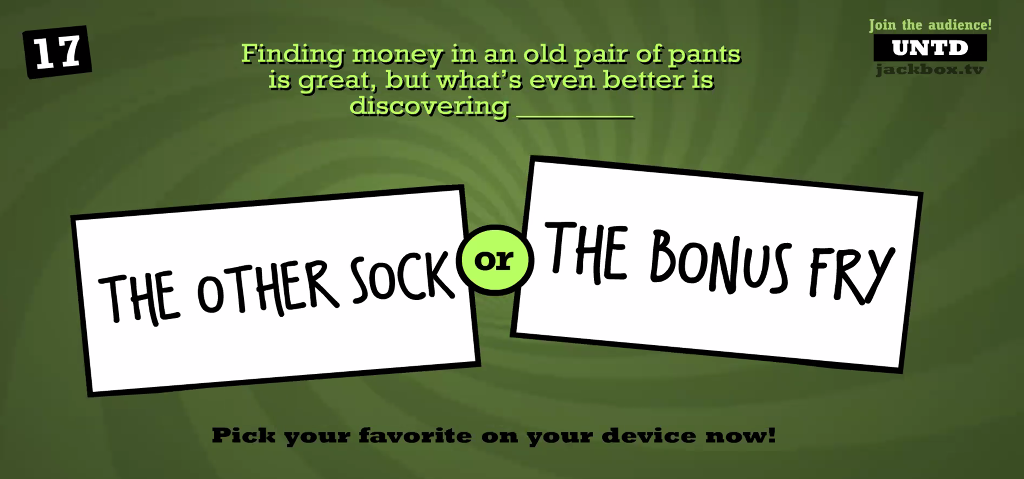 17
Finding money in an old pair of pants
is great, but what's even better is
discovering ________
Join the audience!
UNTD
jackbox.tv
THE OTHER SOCK
or
THE BONUS FRY
Pick your favorite on your device now!